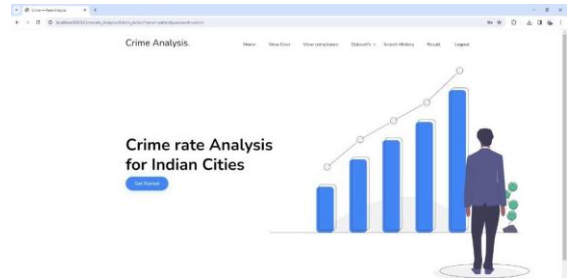 Crime Analysis.
Home View User View complaints Datasets Search History Result Logout
Crime rate Analysis
for Indian Cities
Get Started